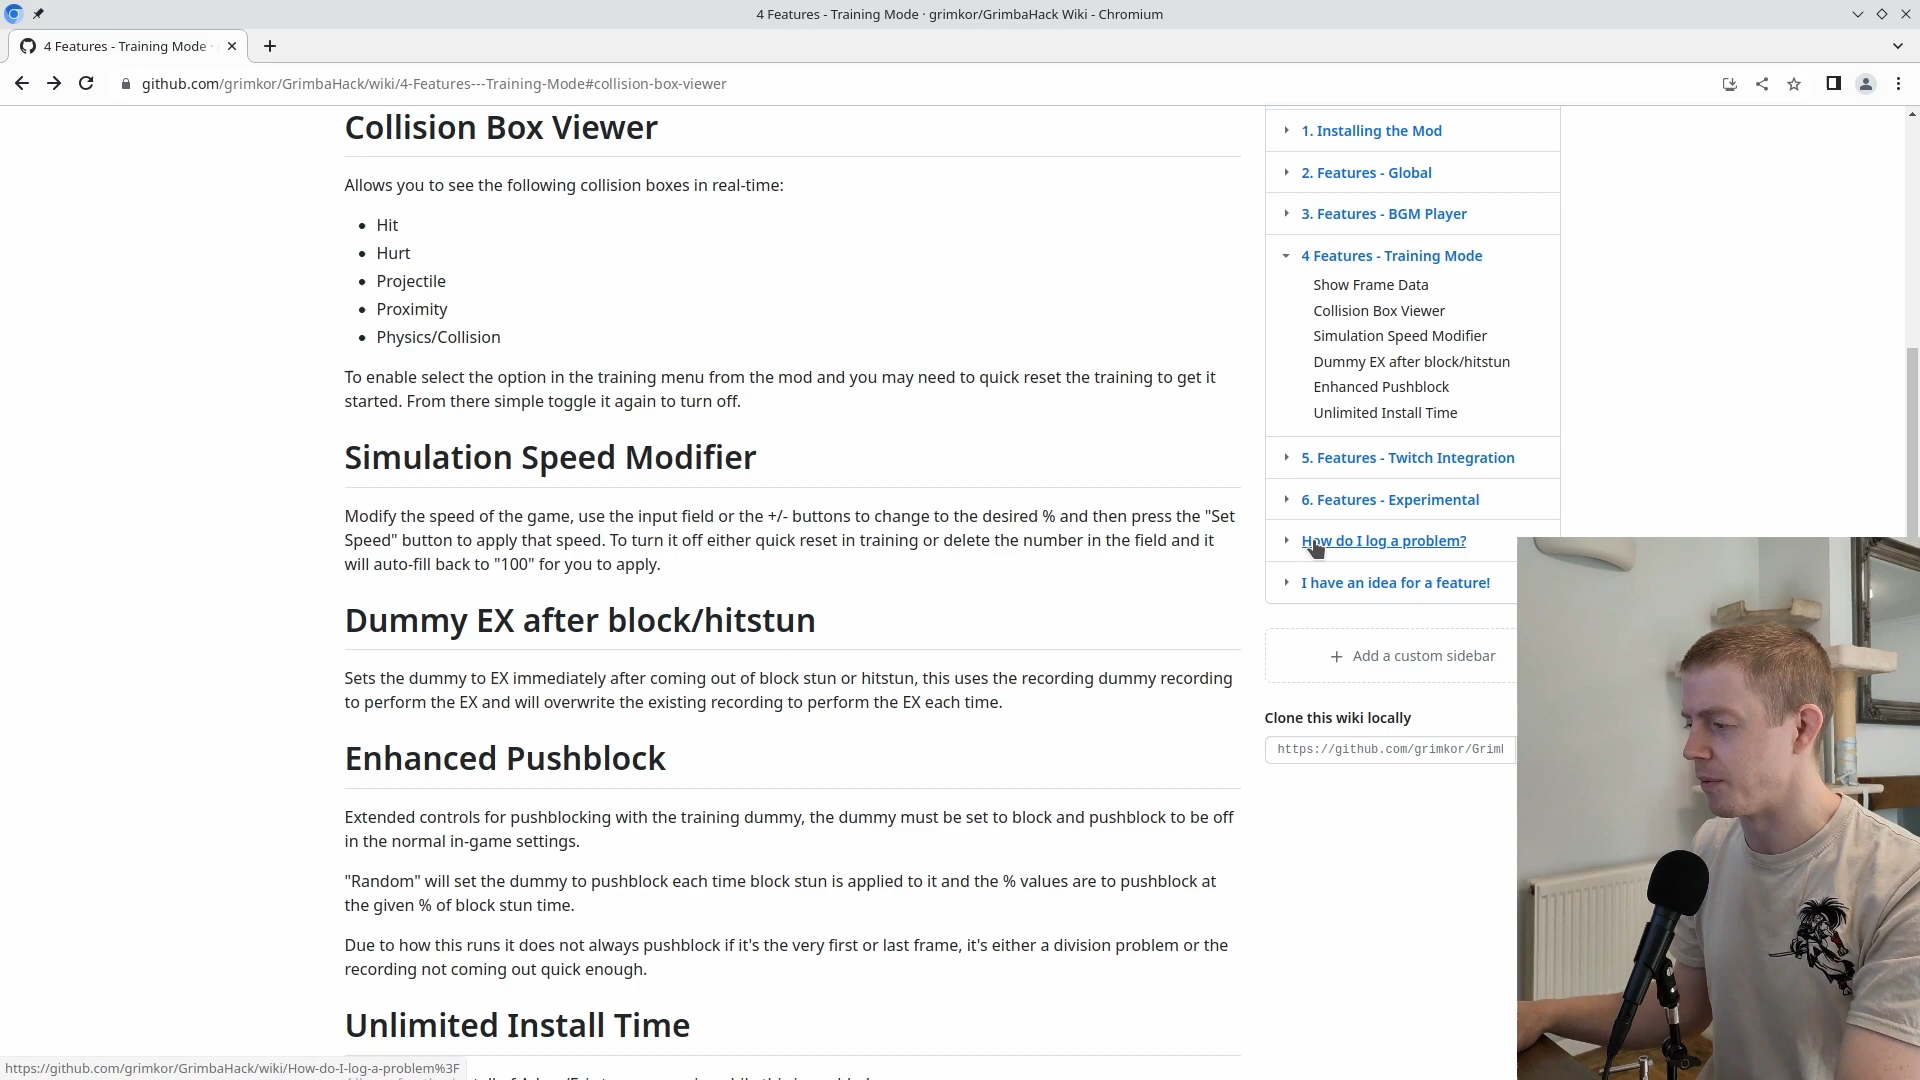 4 Features - Training Mode · grimkor/GrimbaHack Wiki - Chromium
4 Features - Training Mode ·
github.com/grimkor/GrimbaHack/wiki/4-Features---Training-Mode#collision-box-viewer
Collision Box Viewer
Allows you to see the following collision boxes in real-time:
Hit
Hurt
Projectile
Proximity
Physics/Collision
To enable select the option in the training menu from the mod and you may need to quick reset the training to get it
started. From there simple toggle it again to turn off.
Simulation Speed Modifier
Modify the speed of the game, use the input field or the +/- buttons to change to the desired % and then press the "Set
Speed" button to apply that speed. To turn it off either quick reset in training or delete the number in the field and it
will auto-fill back to "100" for you to apply.
Dummy EX after block/hitstun
Sets the dummy to EX immediately after coming out of block stun or hitstun, this uses the recording dummy recording
to perform the EX and will overwrite the existing recording to perform the EX each time.
Enhanced Pushblock
Extended controls for pushblocking with the training dummy, the dummy must be set to block and pushblock to be off
in the normal in-game settings.
"Random" will set the dummy to pushblock each time block stun is applied to it and the % values are to pushblock at
the given % of block stun time.
Due to how this runs it does not always pushblock if it's the very first or last frame, it's either a division problem or the
recording not coming out quick enough.
Unlimited Install Time
1. Installing the Mod
2. Features - Global
3. Features - BGM Player
4 Features - Training Mode
Show Frame Data
Collision Box Viewer
Simulation Speed Modifier
Dummy EX after block/hitstun
Enhanced Pushblock
Unlimited Install Time
5. Features - Twitch Integration
6. Features - Experimental
How do I log a problem?
I have an idea for a feature!
+ Add a custom sidebar
Clone this wiki locally
https://github.com/grimkor/Grim
https://github.com/grimkor/GrimbaHack/wiki/How-do-I-log-a-problem%3F